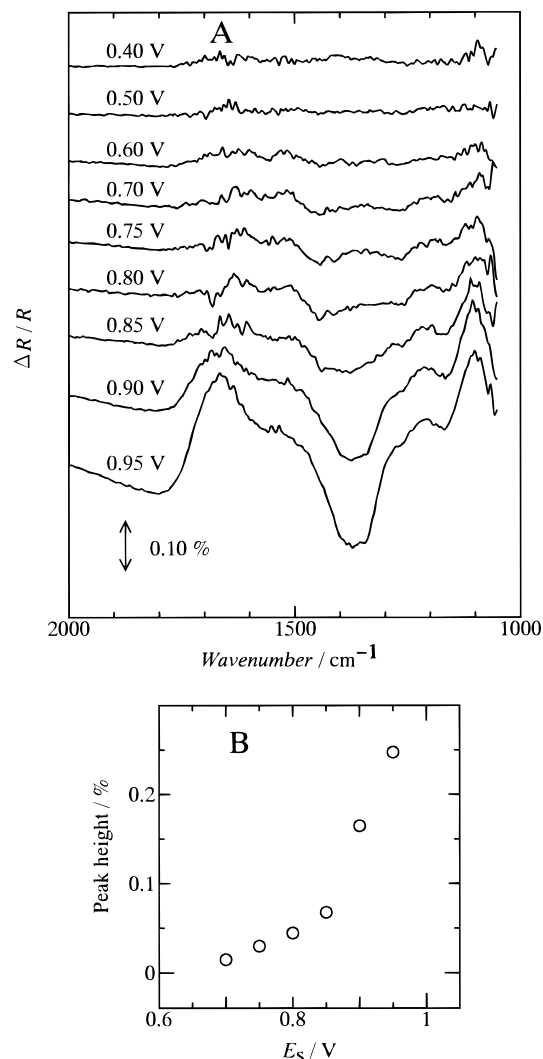 A
0.40 V
0.50 V
0.60 V
0.70 V
0.75 V
0.80 V
0.85 V
0.90 V
0.95 V
0.10 %
ΔR / R
2000 1500 1000
Wavenumber / cm⁻¹
B
Peak height / %
0.2
0.1
0
0.6 0.8 1
Eₛ / V